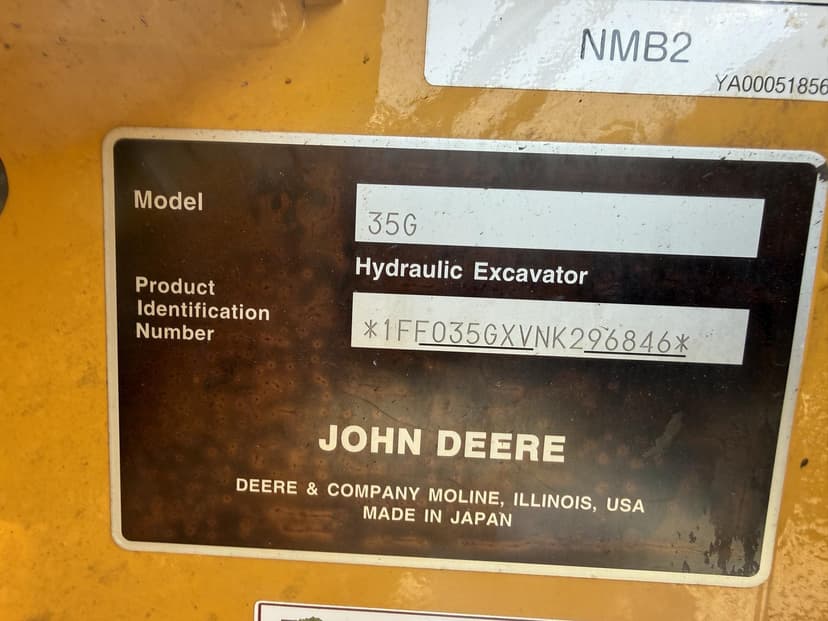 NMB2
YA00051856
Model
35G
Hydraulic Excavator
Product
Identification
Number
*1FF035GXVNK296846*
JOHN DEERE
DEERE & COMPANY MOLINE, ILLINOIS, USA
MADE IN JAPAN